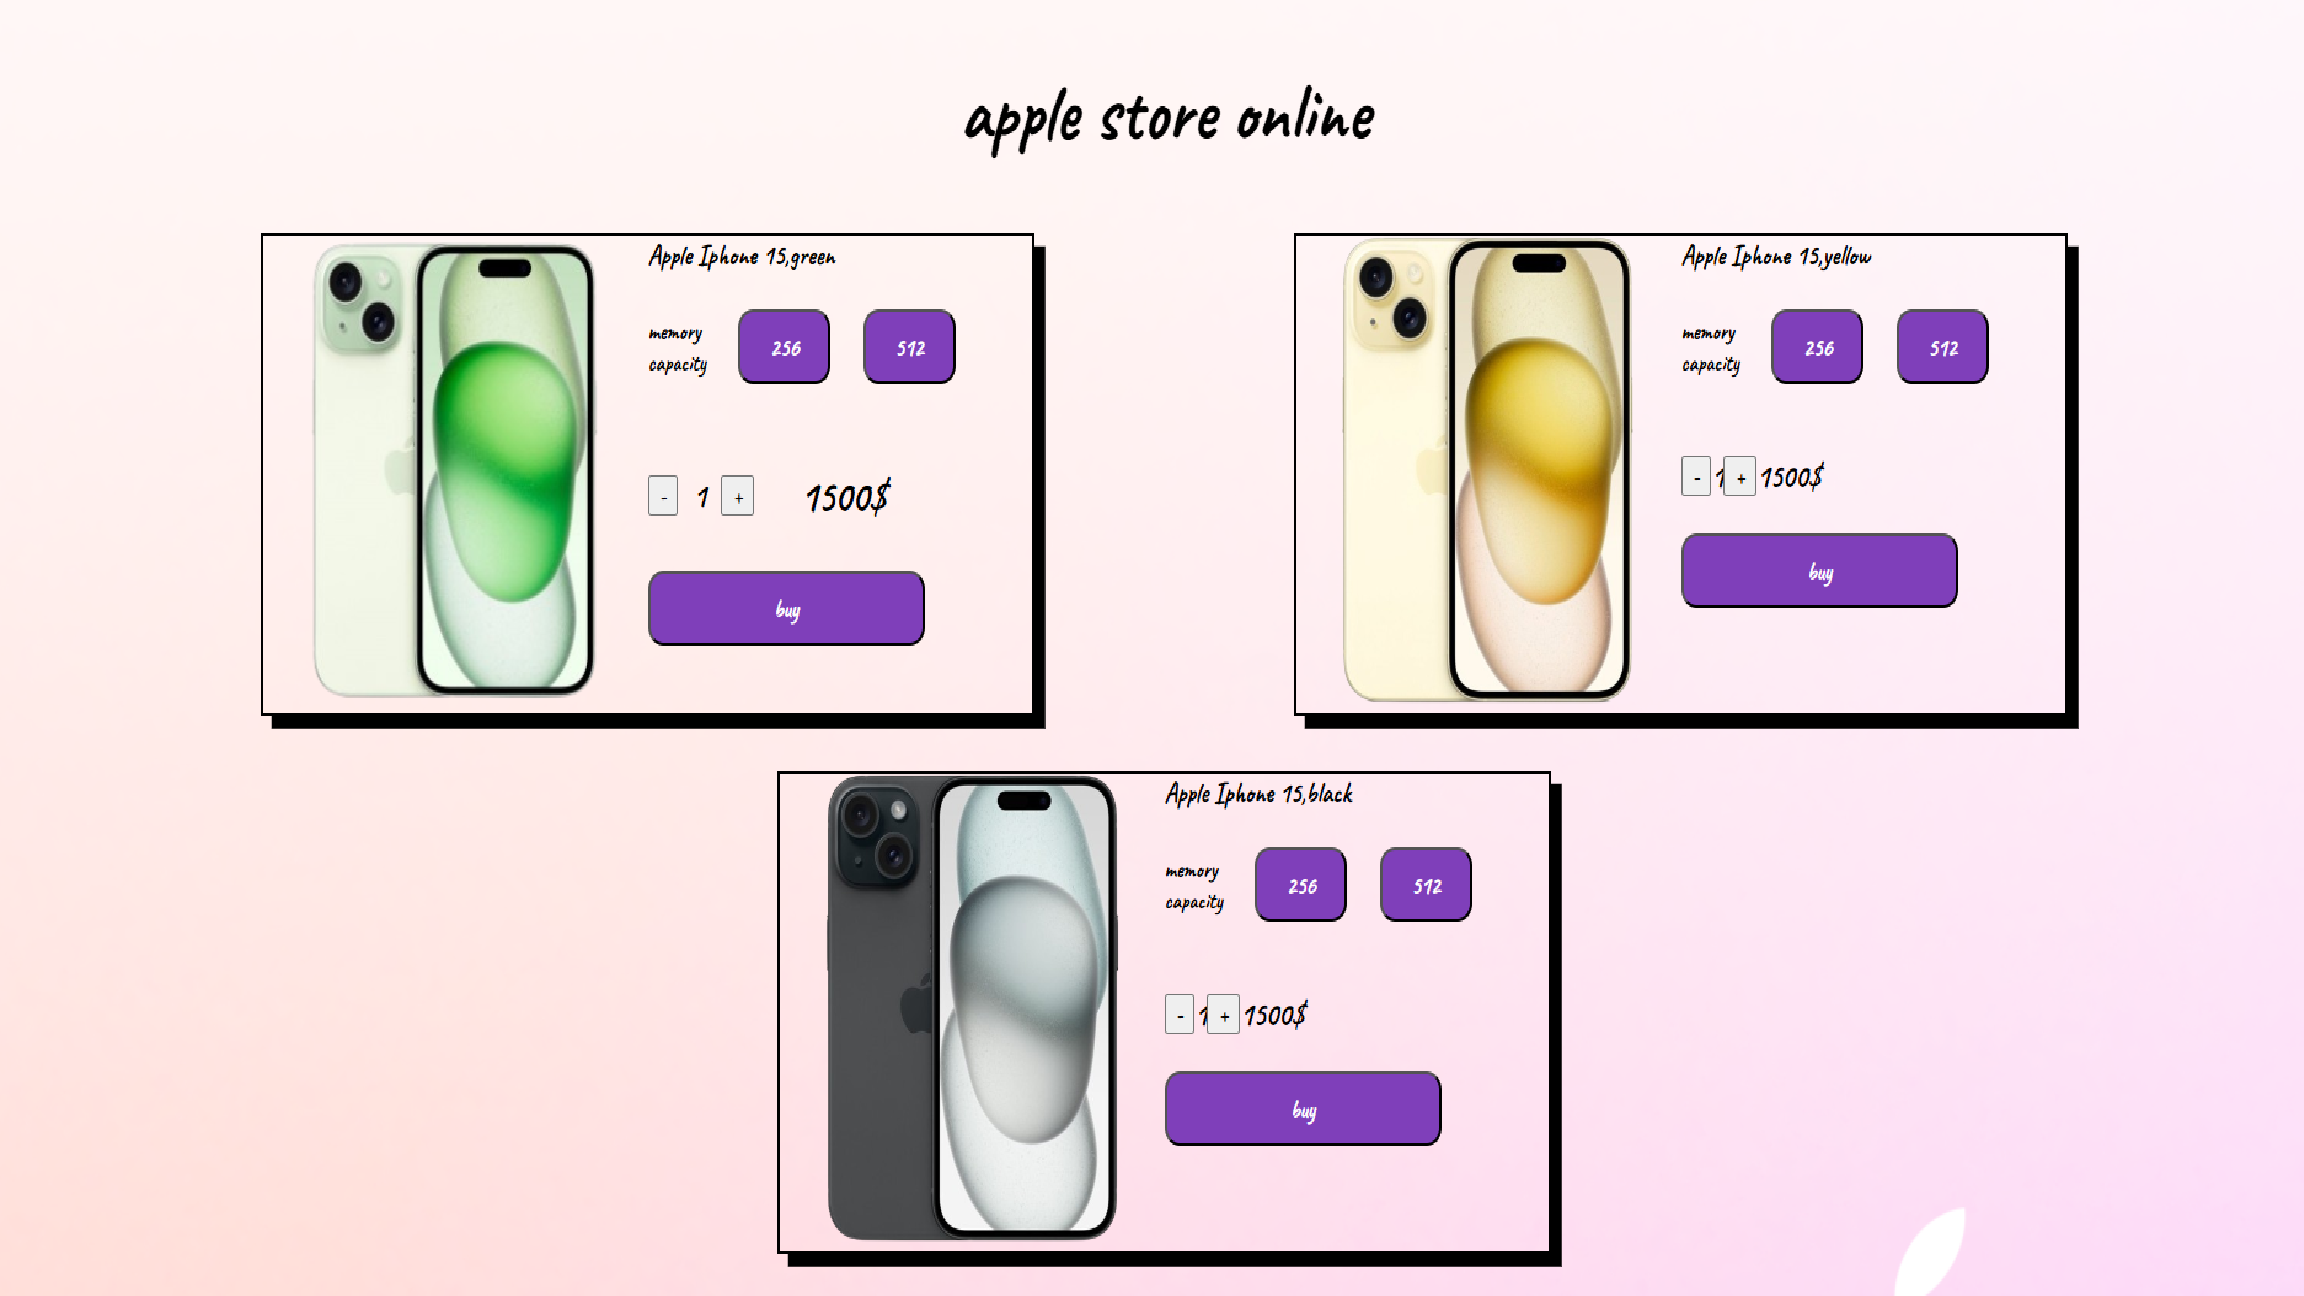 apple store online
Apple Iphone 15,green
memory
capacity
256
512
- 1 + 1500$
buy
Apple Iphone 15,yellow
memory
capacity
256
512
- 1 + 1500$
buy
Apple Iphone 15,black
memory
capacity
256
512
- 1 + 1500$
buy